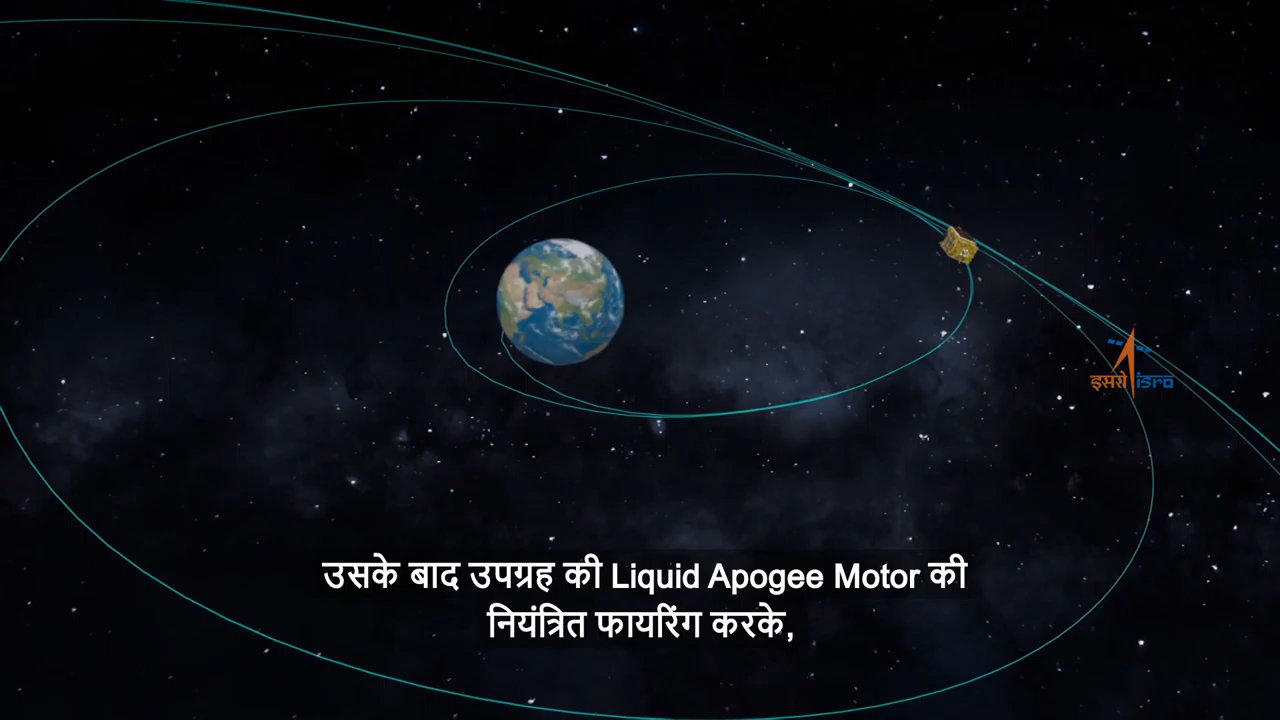 इसरो isro
उसके बाद उपग्रह की Liquid Apogee Motor की
नियंत्रित फायरिंग करके,